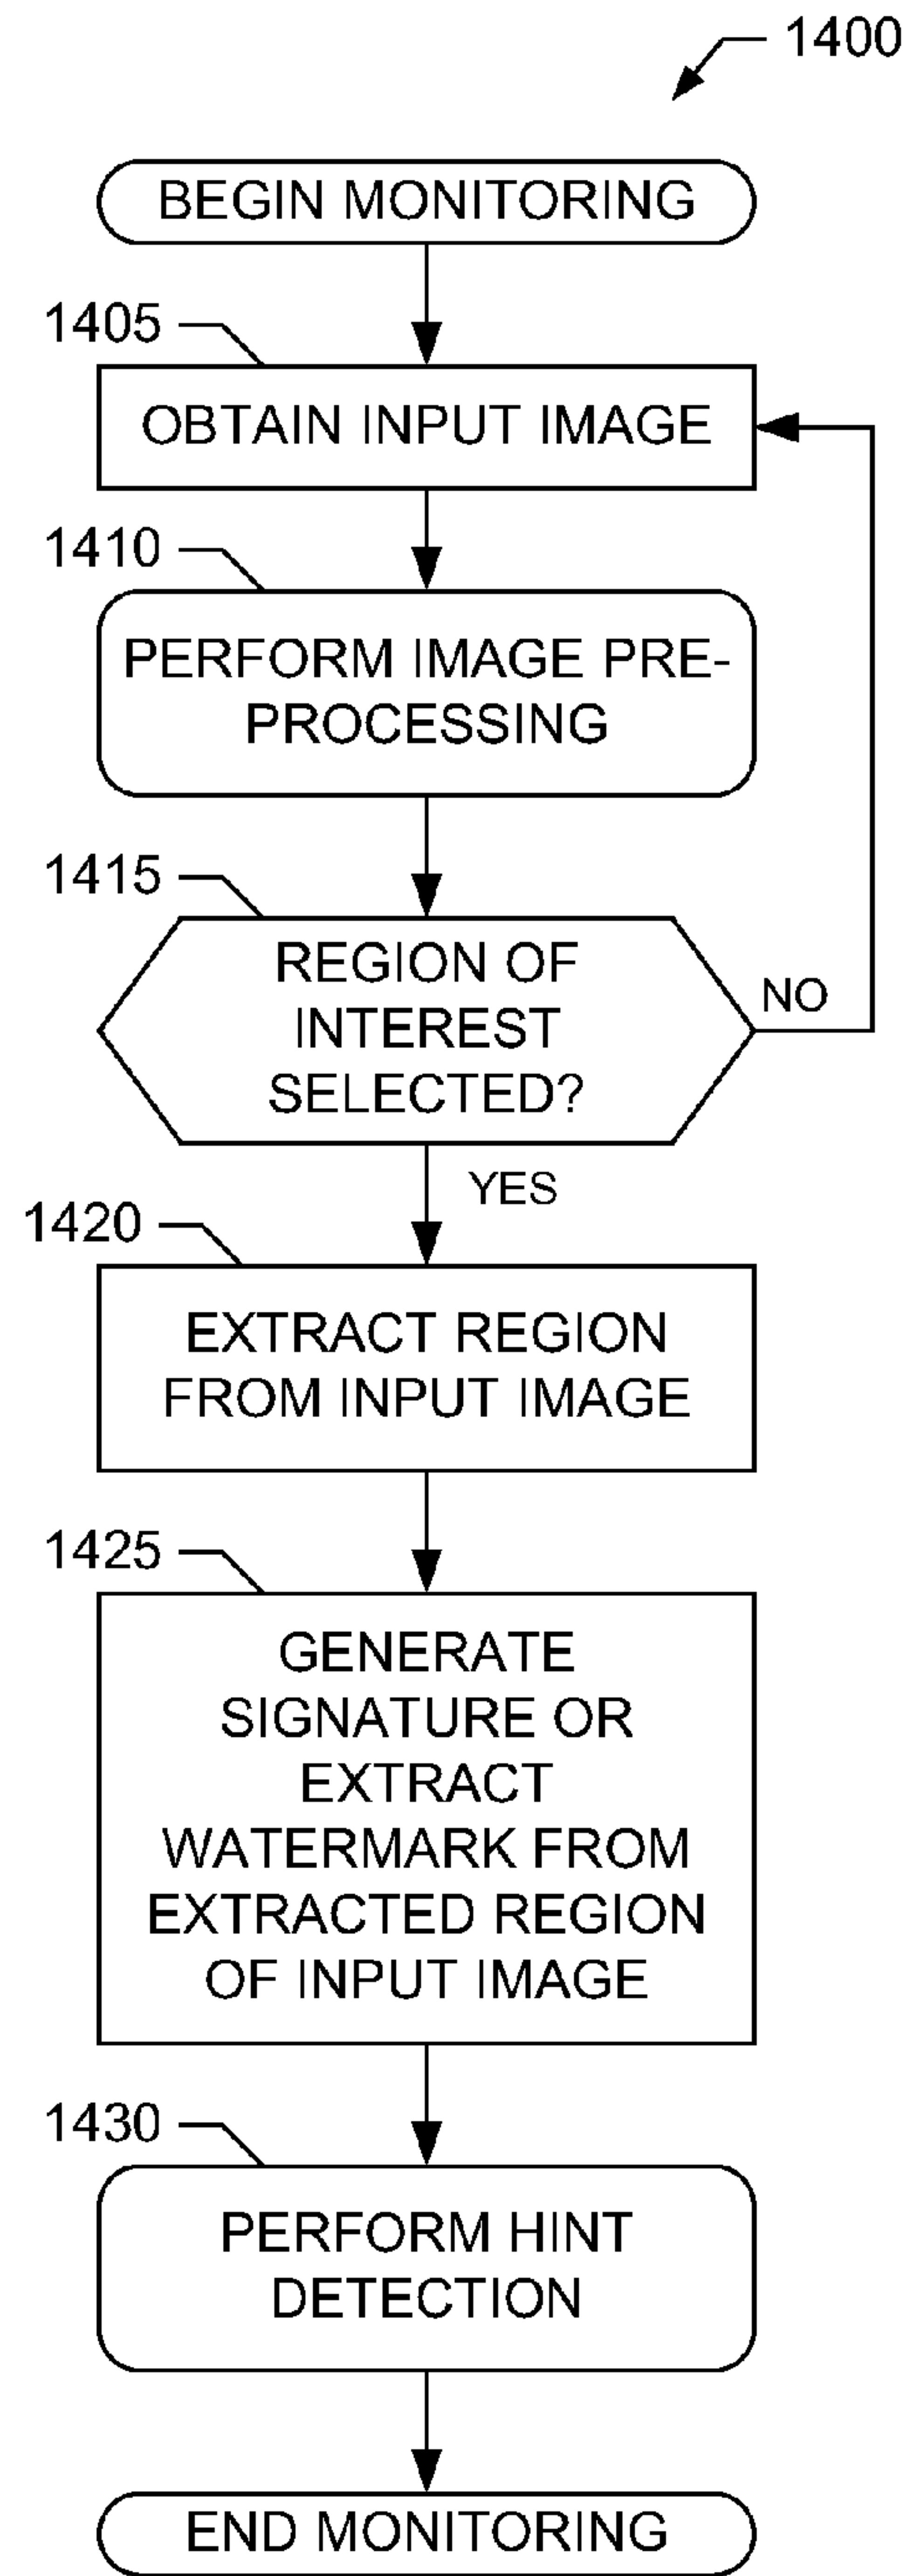 1400
BEGIN MONITORING
1405
OBTAIN INPUT IMAGE
1410
PERFORM IMAGE PRE-
PROCESSING
1415
REGION OF
INTEREST
SELECTED?
NO
YES
1420
EXTRACT REGION
FROM INPUT IMAGE
1425
GENERATE
SIGNATURE OR
EXTRACT
WATERMARK FROM
EXTRACTED REGION
OF INPUT IMAGE
1430
PERFORM HINT
DETECTION
END MONITORING